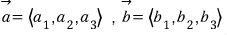 a⃗ = ⟨a₁, a₂, a₃⟩ , b⃗ = ⟨b₁, b₂, b₃⟩